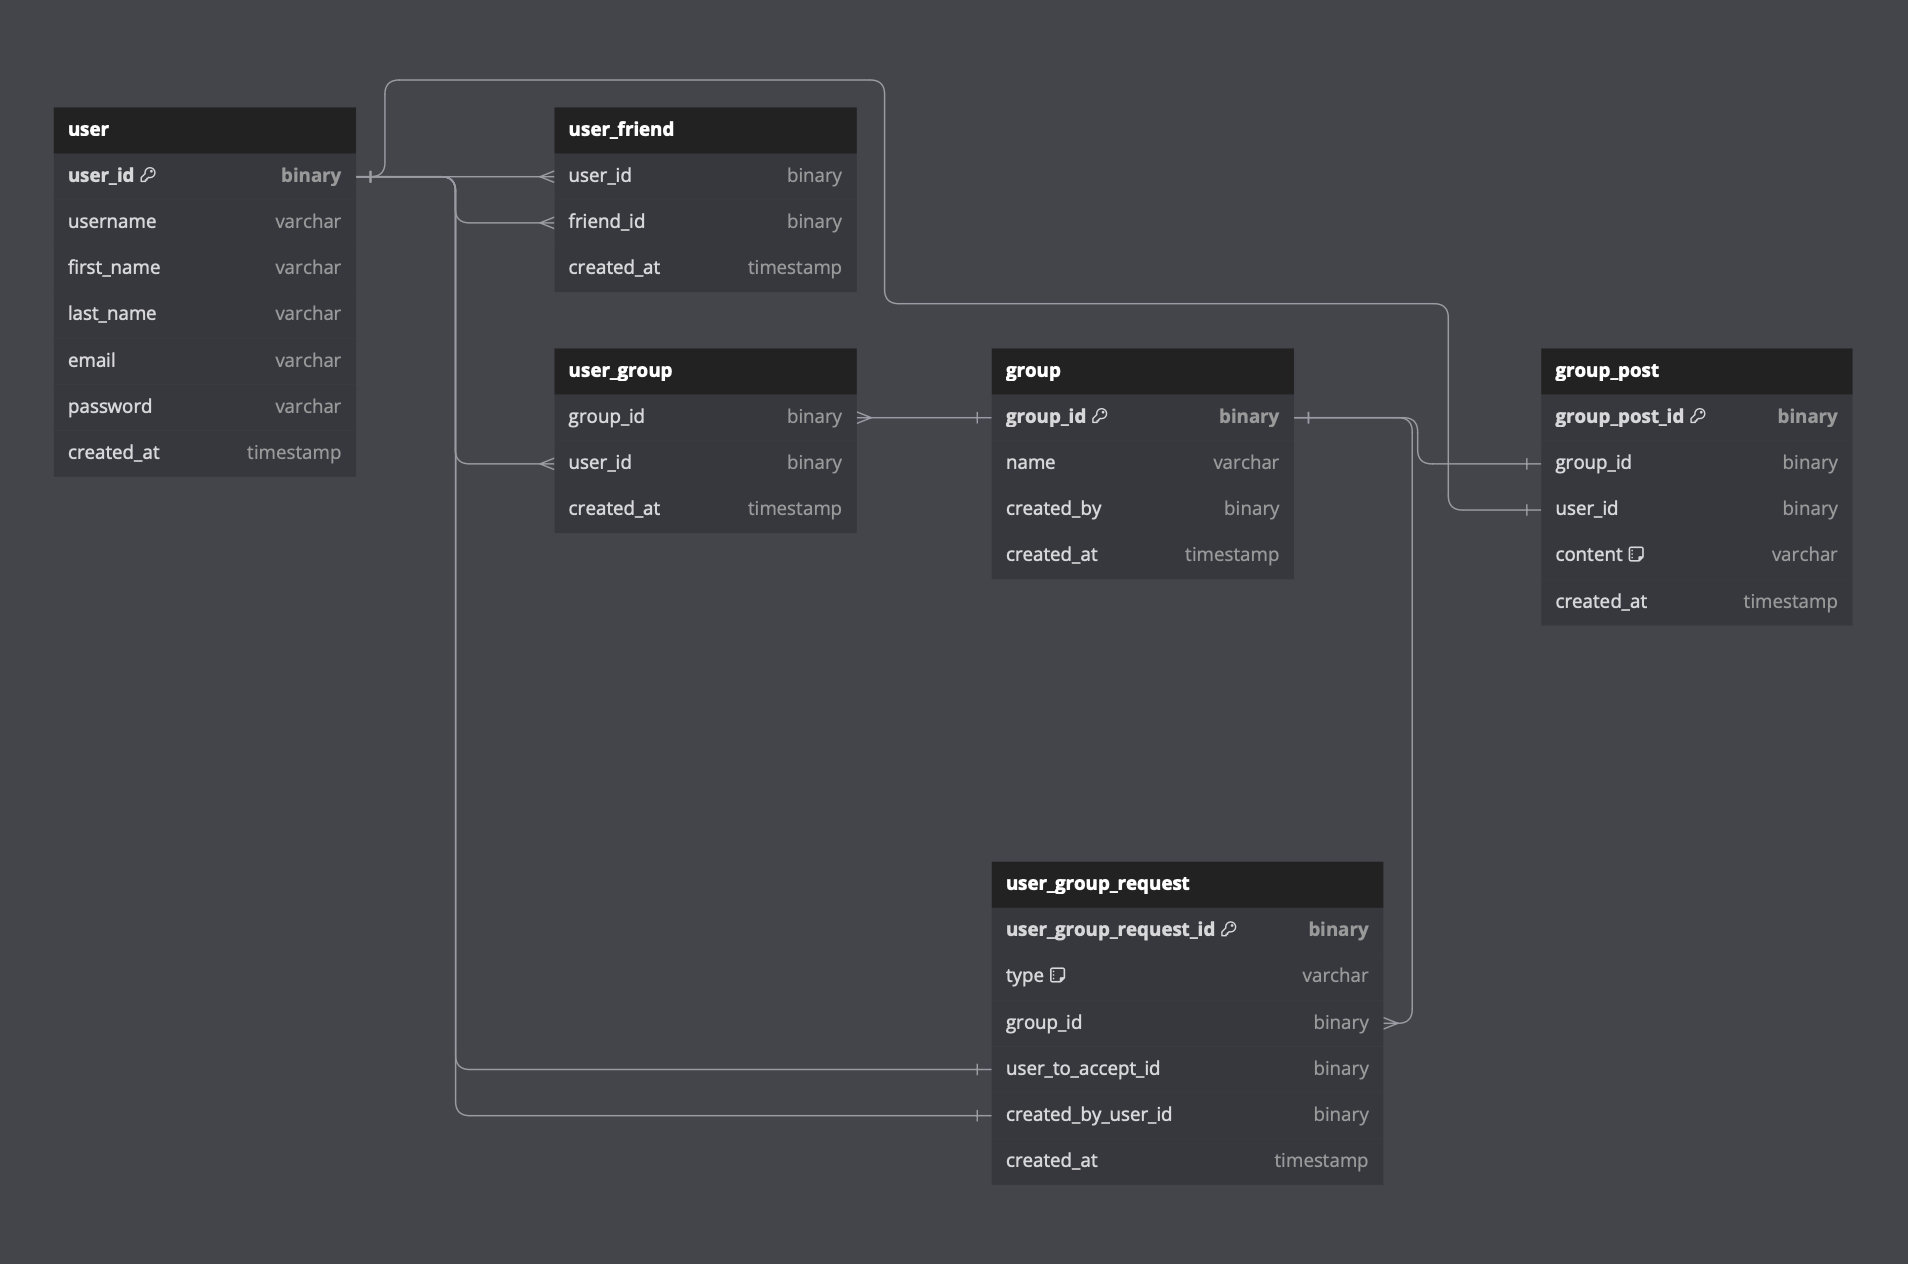 user
user_id binary
username varchar
first_name varchar
last_name varchar
email varchar
password varchar
created_at timestamp
user_friend
user_id binary
friend_id binary
created_at timestamp
user_group
group_id binary
user_id binary
created_at timestamp
group
group_id binary
name varchar
created_by binary
created_at timestamp
group_post
group_post_id binary
group_id binary
user_id binary
content varchar
created_at timestamp
user_group_request
user_group_request_id binary
type varchar
group_id binary
user_to_accept_id binary
created_by_user_id binary
created_at timestamp